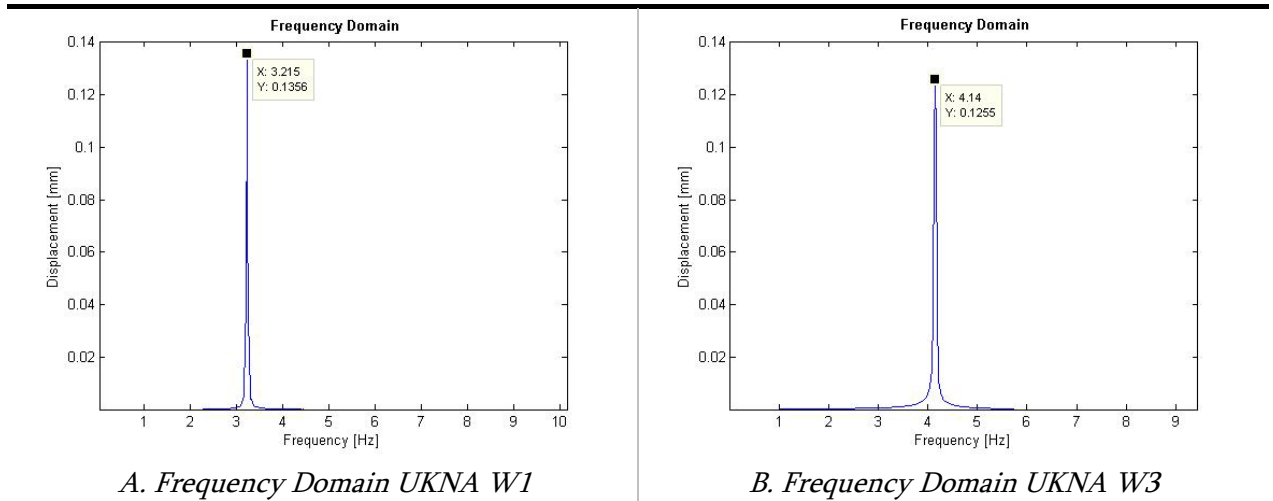 Frequency Domain
0.14
0.12
0.1
0.08
0.06
0.04
0.02
Displacement [mm]
X: 3.215
Y: 0.1356
1 2 3 4 5 6 7 8 9 10
Frequency [Hz]
A. Frequency Domain UKNA W1
Frequency Domain
0.14
0.12
0.1
0.08
0.06
0.04
0.02
Displacement [mm]
X: 4.14
Y: 0.1255
1 2 3 4 5 6 7 8 9
Frequency [Hz]
B. Frequency Domain UKNA W3